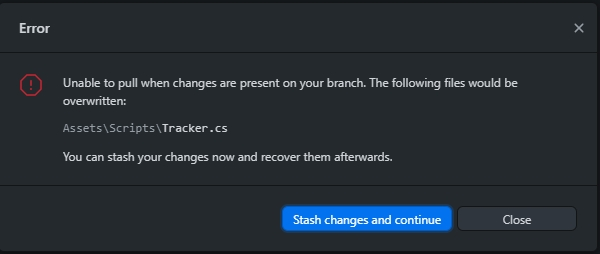 Error
Unable to pull when changes are present on your branch. The following files would be
overwritten:
Assets\Scripts\Tracker.cs
You can stash your changes now and recover them afterwards.
Stash changes and continue
Close